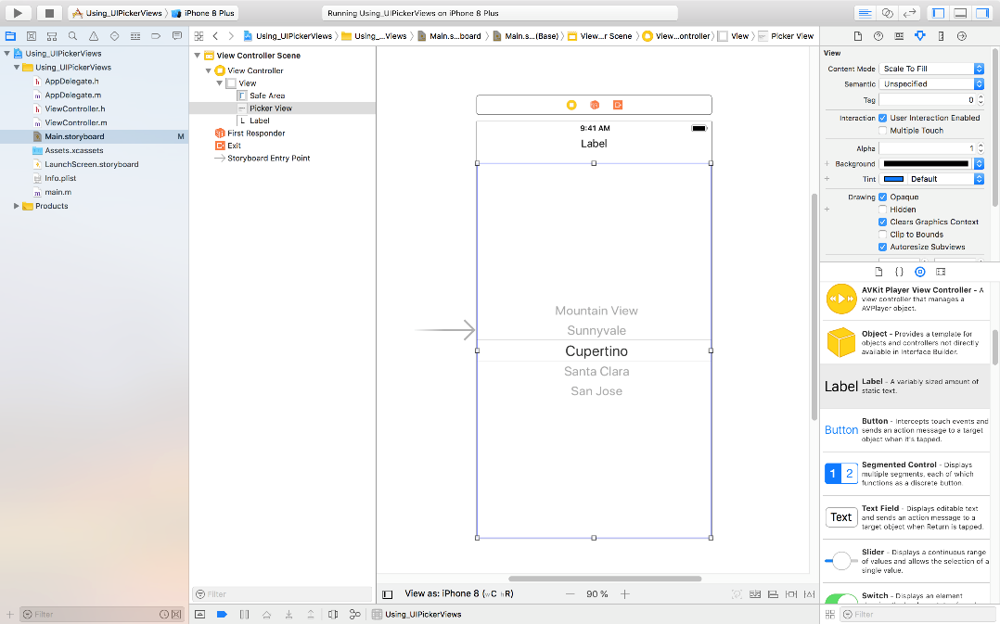 Using_UIPickerViews
iPhone 8 Plus
Running Using_UIPickerViews on iPhone 8 Plus
Using_UIPickerViews
Using_...Views
Main.s...board
Main.s...(Base)
View...r Scene
View...ontroller
View
Picker View
Using_UIPickerViews
Using_UIPickerViews
AppDelegate.h
AppDelegate.m
ViewController.h
ViewController.m
Main.storyboard M
Assets.xcassets
LaunchScreen.storyboard
Info.plist
main.m
Products
Filter
View Controller Scene
View Controller
View
Safe Area
Picker View
L Label
First Responder
Exit
Storyboard Entry Point
Filter
9:41 AM
Label
Mountain View
Sunnyvale
Cupertino
Santa Clara
San Jose
View as: iPhone 8 (wC hR)
90 %
Using_UIPickerViews
View
Content Mode Scale To Fill
Semantic Unspecified
Tag 0
Interaction User Interaction Enabled
Multiple Touch
Alpha 1
Background
Tint Default
Drawing Opaque
Hidden
Clears Graphics Context
Clip to Bounds
Autoresize Subviews
AVKit Player View Controller - A
view controller that manages a
AVPlayer object.
Object - Provides a template for
objects and controllers not directly
available in Interface Builder.
Label
Label - A variably sized amount of
static text.
Button
Button - Intercepts touch events and
sends an action message to a target
object when it's tapped.
1 2
Segmented Control - Displays
multiple segments, each of which
functions as a discrete button.
Text
Text Field - Displays editable text
and sends an action message to a
target object when Return is tapped.
Slider - Displays a continuous range
of values and allows the selection of a
single value.
Switch - Displays an element
Filter